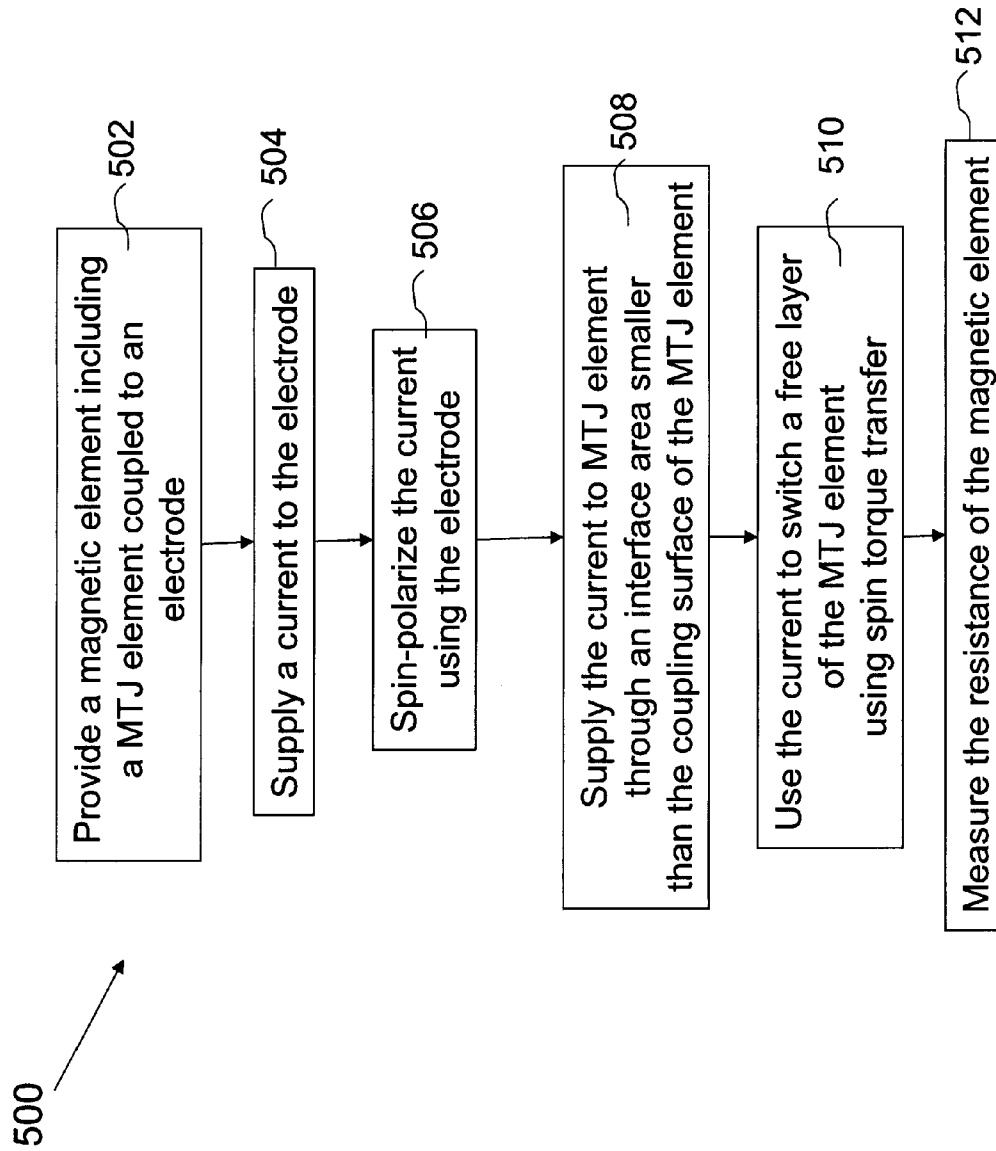 500
Provide a magnetic element including
a MTJ element coupled to an
electrode
502
Supply a current to the electrode
504
Spin-polarize the current
using the electrode
506
Supply the current to MTJ element
through an interface area smaller
than the coupling surface of the MTJ element
508
Use the current to switch a free layer
of the MTJ element
using spin torque transfer
510
Measure the resistance of the magnetic element
512